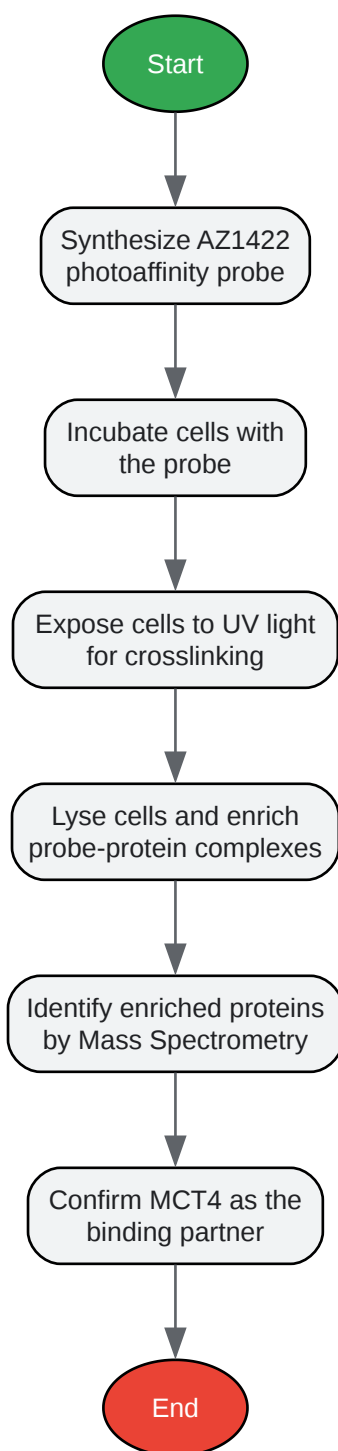 Start
Synthesize AZ1422
photoaffinity probe
Incubate cells with
the probe
Expose cells to UV light
for crosslinking
Lyse cells and enrich
probe-protein complexes
Identify enriched proteins
by Mass Spectrometry
Confirm MCT4 as the
binding partner
End